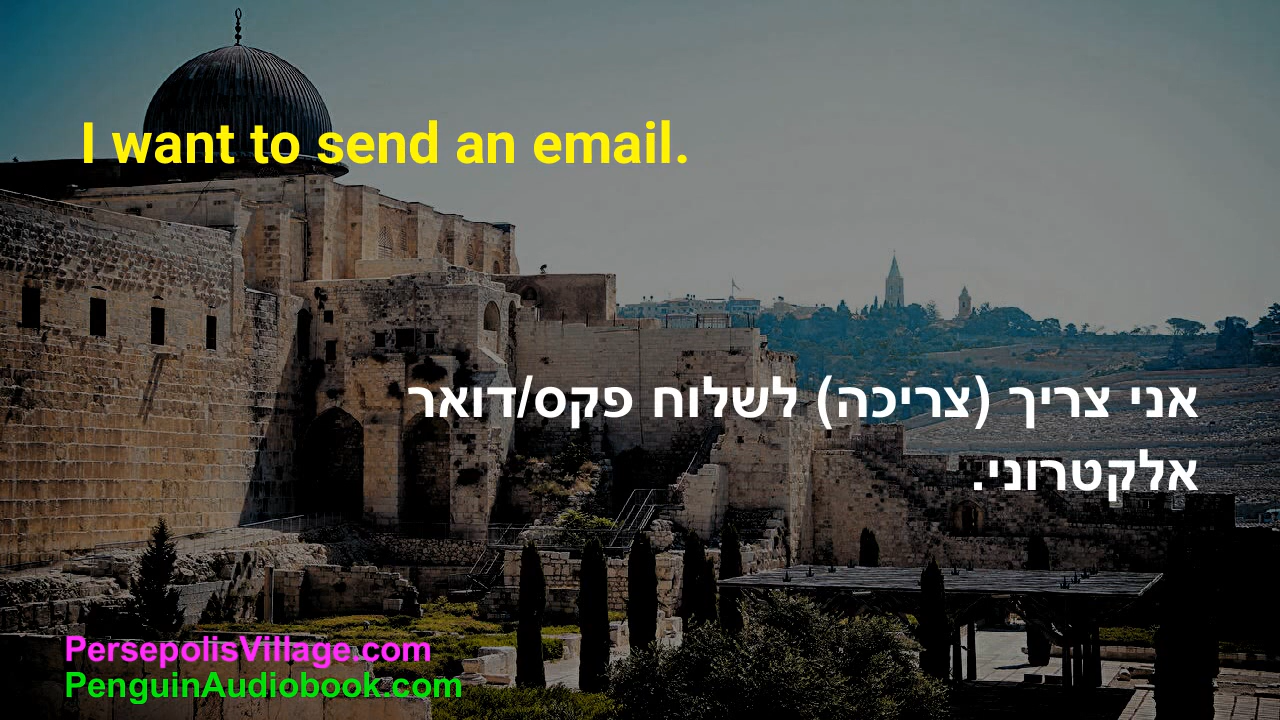 I want to send an email.
אני צריך (צריכה) לשלוח פקס/דואר
אלקטרוני.
PersepolisVillage.com
PenguinAudiobook.com